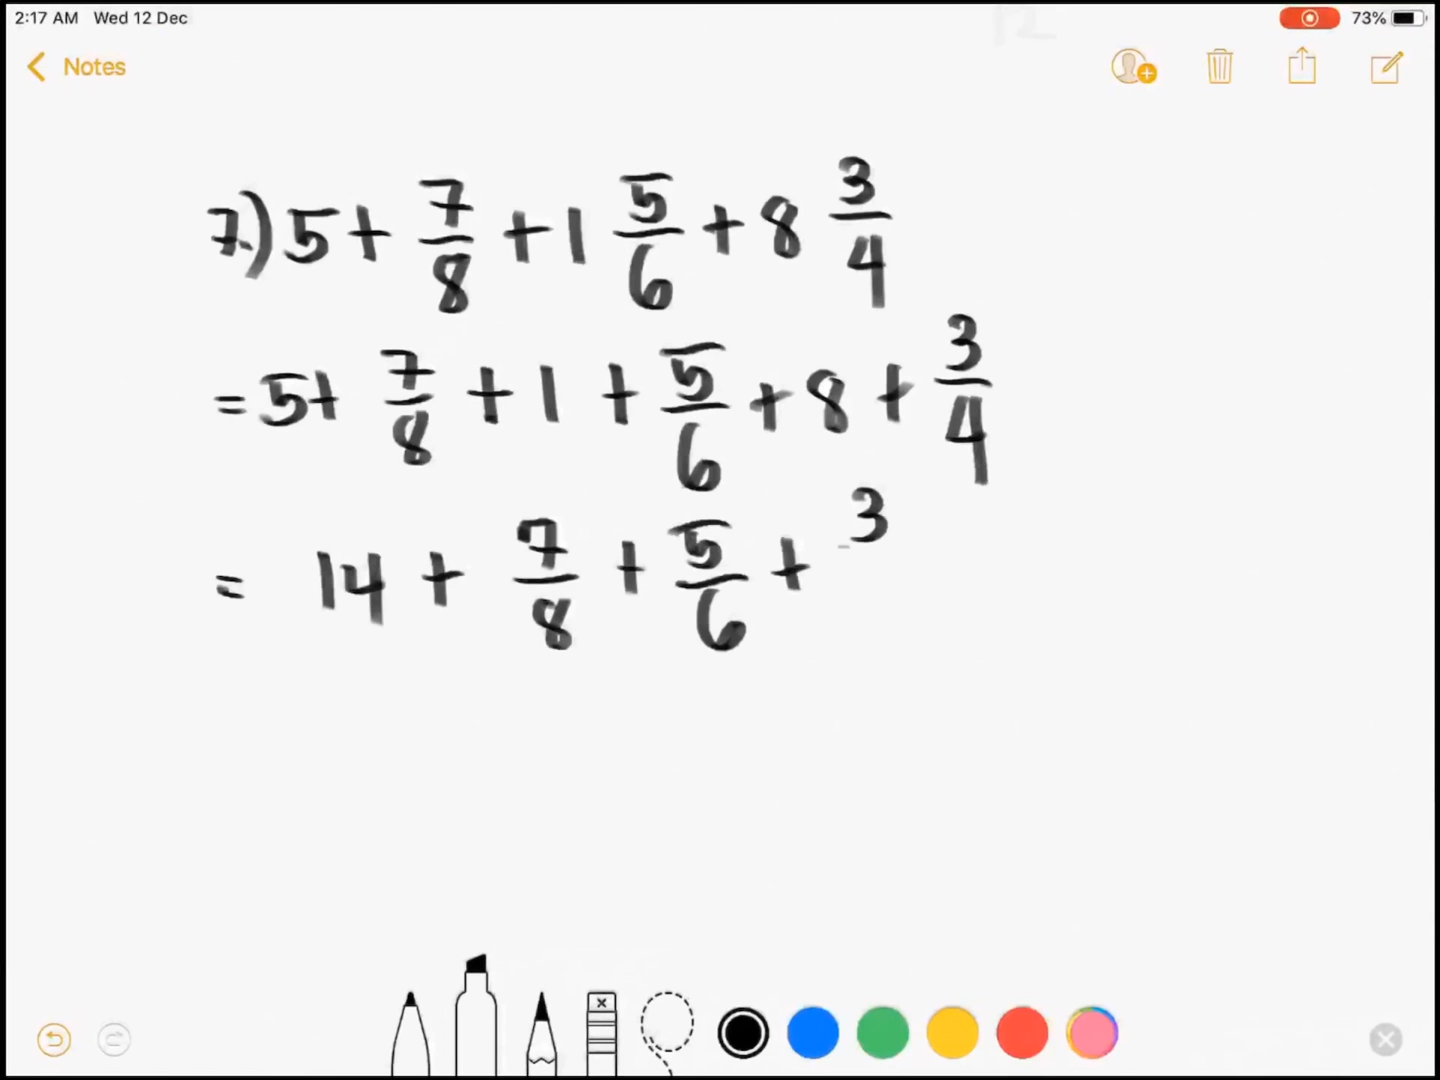 2:17 AM Wed 12 Dec 73%
Notes
7.) 5 + 7/8 + 1 5/6 + 8 3/4
= 5 + 7/8 + 1 + 5/6 + 8 + 3/4
= 14 + 7/8 + 5/6 + 3